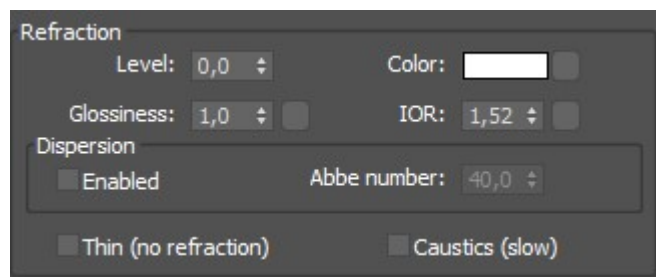 Refraction
Level: 0,0 Color:
Glossiness: 1,0 IOR: 1,52
Dispersion
Enabled Abbe number: 40,0
Thin (no refraction) Caustics (slow)